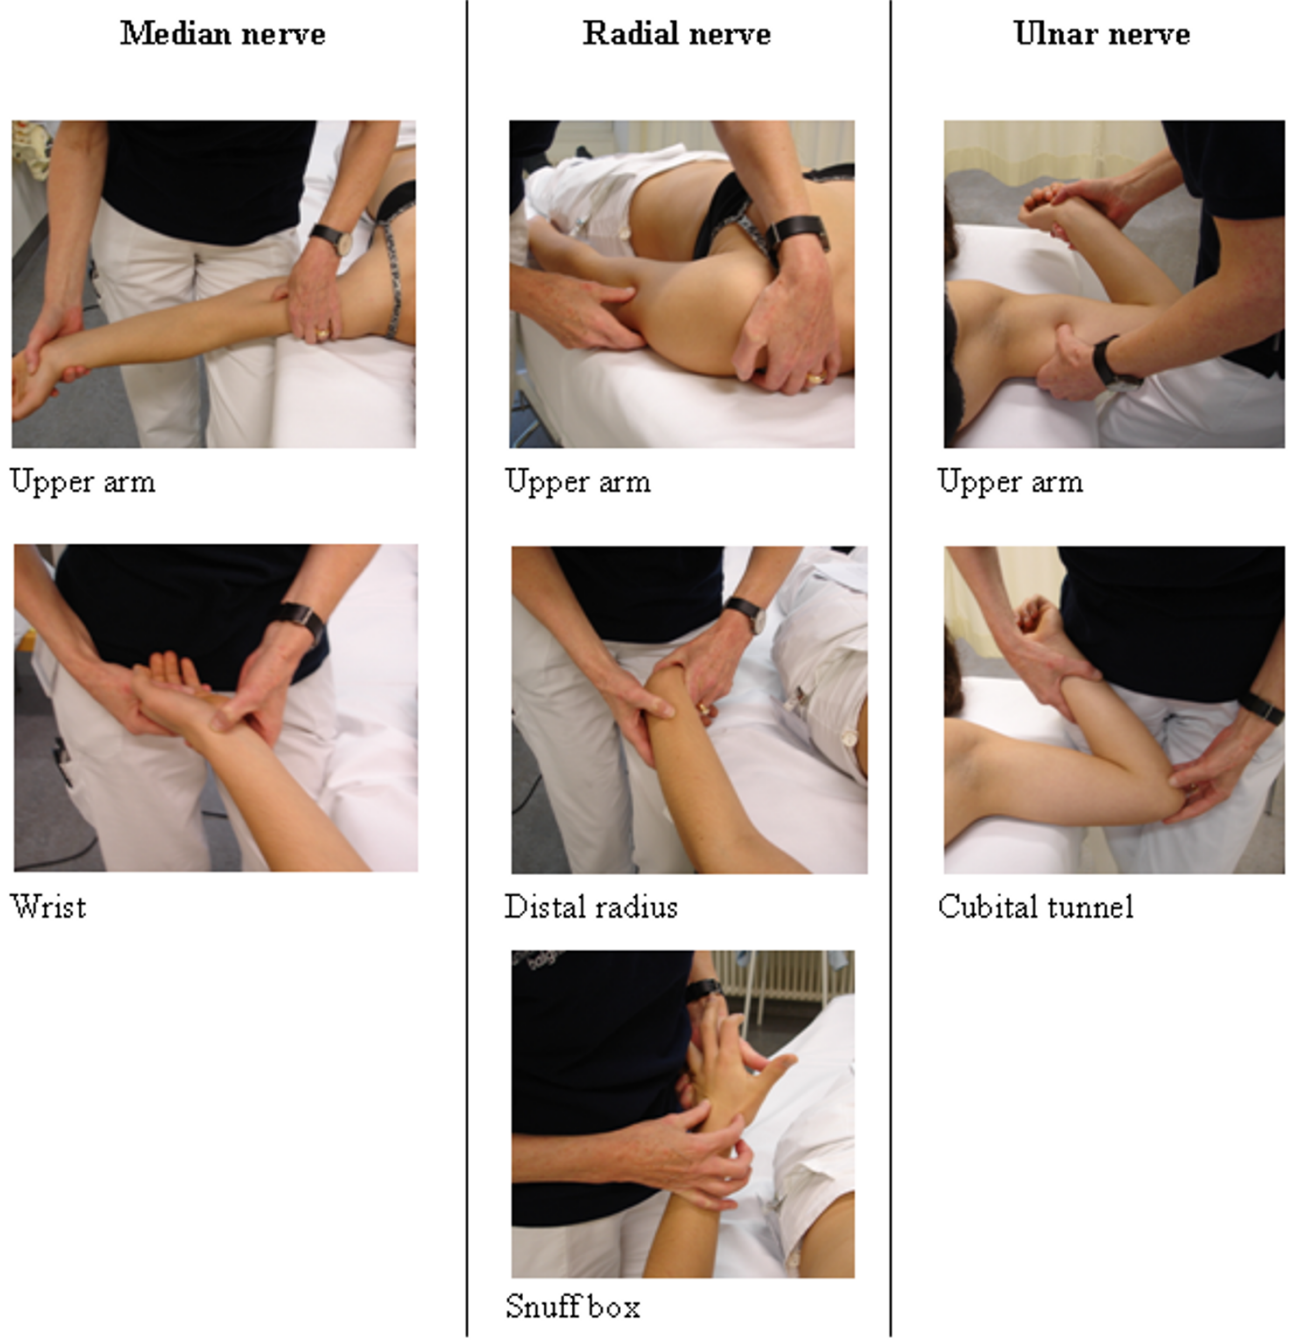 Median nerve
Radial nerve
Ulnar nerve
Upper arm
Upper arm
Upper arm
Wrist
Distal radius
Cubital tunnel
balg
Snuff box